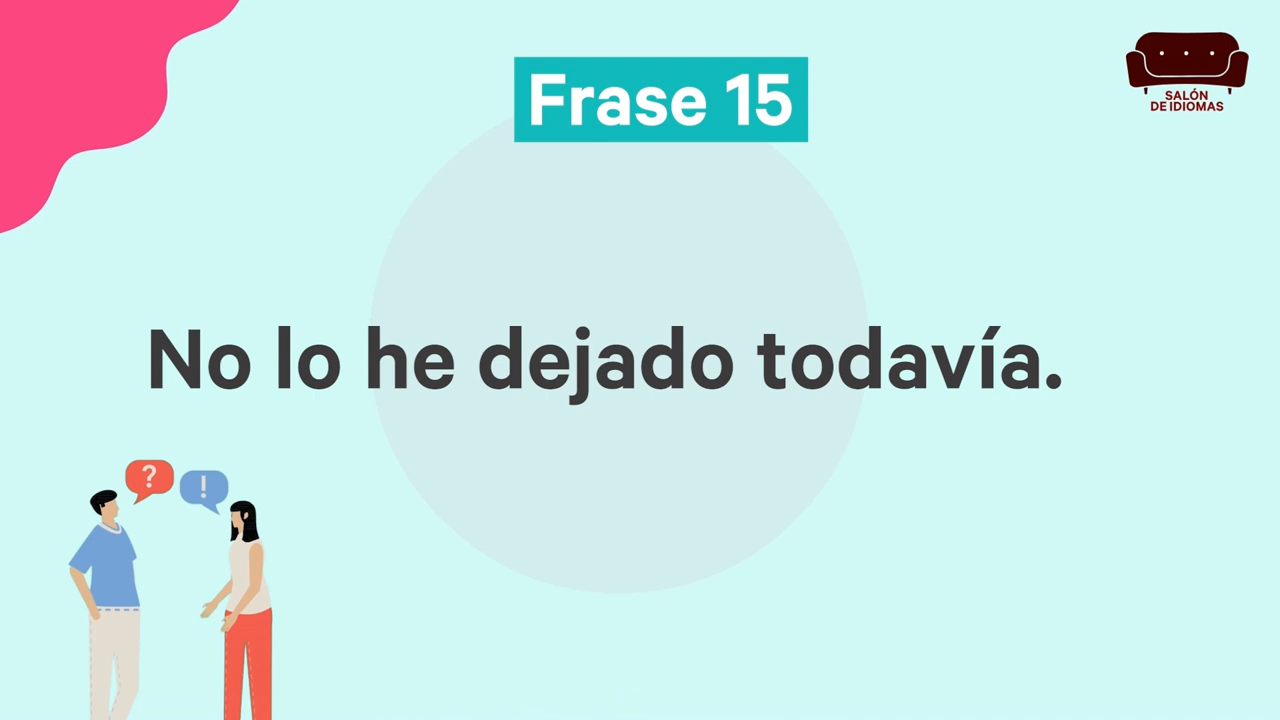 Frase 15
SALÓN
DE IDIOMAS
No lo he dejado todavía.
?
!